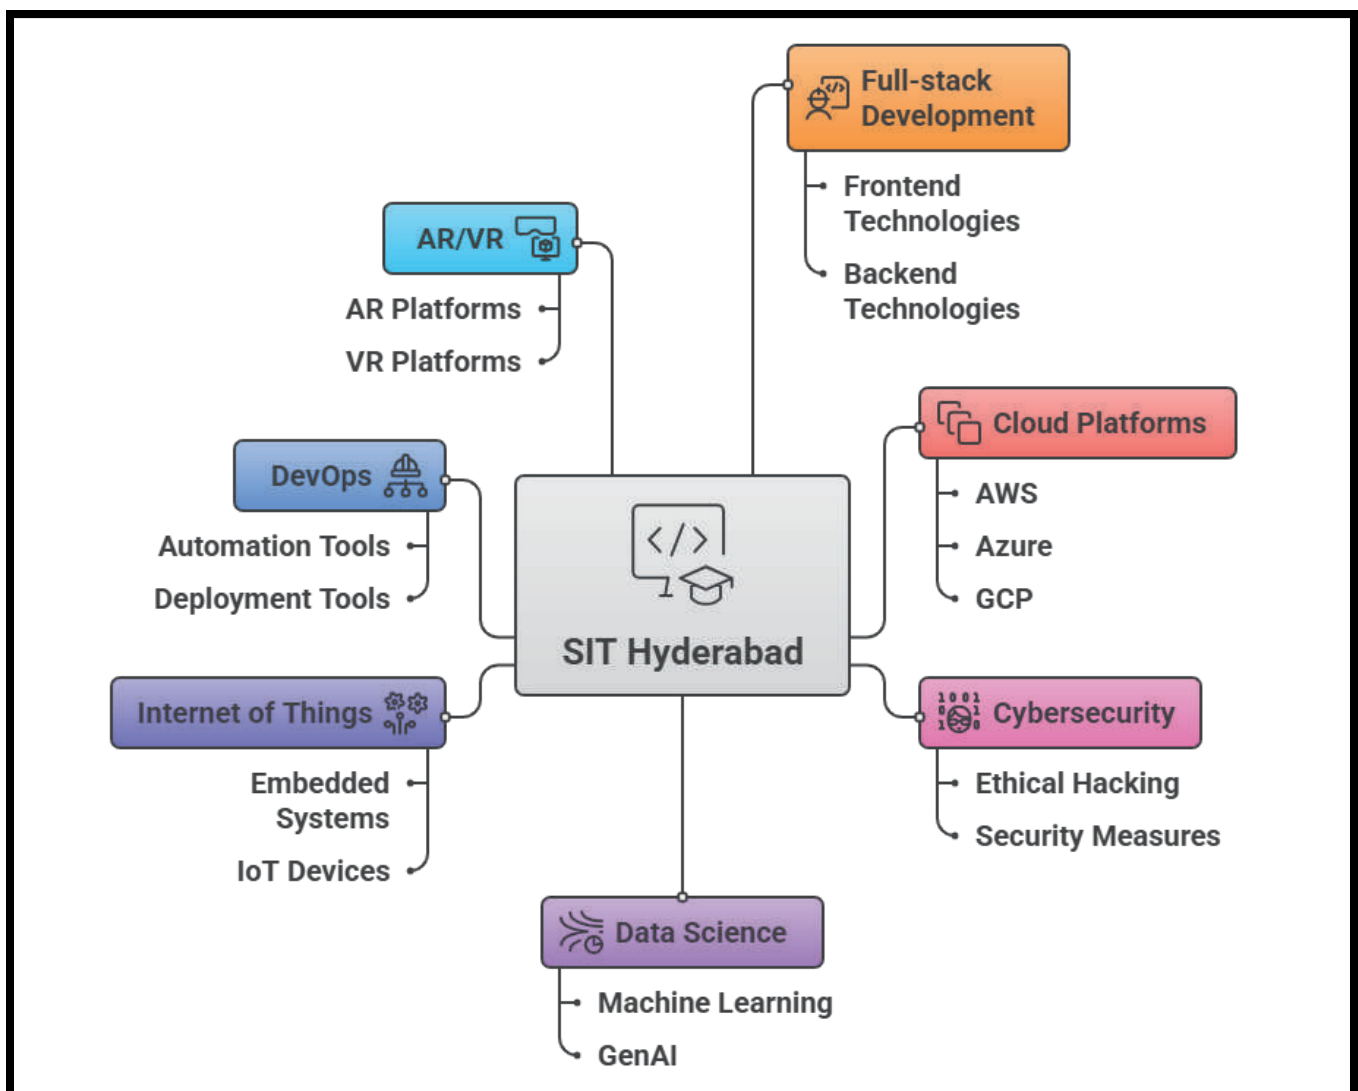 Full-stack
Development
Frontend
Technologies
Backend
Technologies
AR/VR
AR Platforms
VR Platforms
Cloud Platforms
AWS
Azure
GCP
DevOps
Automation Tools
Deployment Tools
SIT Hyderabad
Internet of Things
Embedded
Systems
IoT Devices
Cybersecurity
Ethical Hacking
Security Measures
Data Science
Machine Learning
GenAI